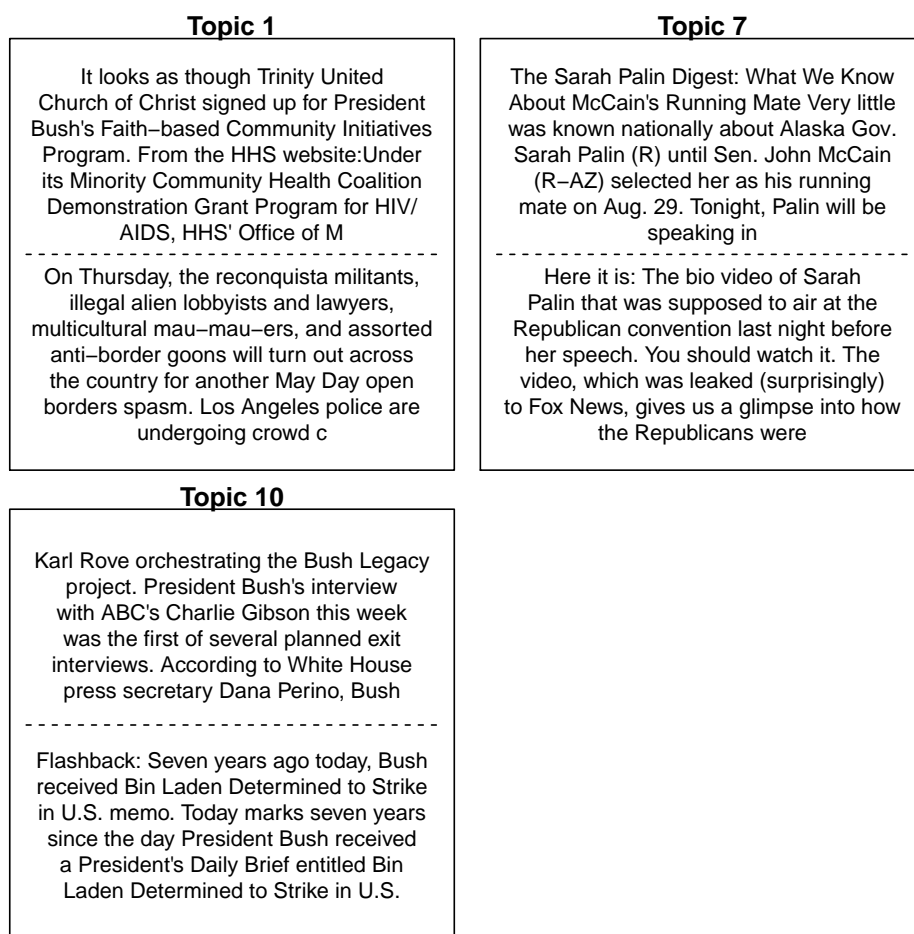 Topic 1
It looks as though Trinity United
Church of Christ signed up for President
Bush's Faith−based Community Initiatives
Program. From the HHS website:Under
its Minority Community Health Coalition
Demonstration Grant Program for HIV/
AIDS, HHS' Office of M
On Thursday, the reconquista militants,
illegal alien lobbyists and lawyers,
multicultural mau−mau−ers, and assorted
anti−border goons will turn out across
the country for another May Day open
borders spasm. Los Angeles police are
undergoing crowd c
Topic 7
The Sarah Palin Digest: What We Know
About McCain's Running Mate Very little
was known nationally about Alaska Gov.
Sarah Palin (R) until Sen. John McCain
(R−AZ) selected her as his running
mate on Aug. 29. Tonight, Palin will be
speaking in
Here it is: The bio video of Sarah
Palin that was supposed to air at the
Republican convention last night before
her speech. You should watch it. The
video, which was leaked (surprisingly)
to Fox News, gives us a glimpse into how
the Republicans were
Topic 10
Karl Rove orchestrating the Bush Legacy
project. President Bush's interview
with ABC's Charlie Gibson this week
was the first of several planned exit
interviews. According to White House
press secretary Dana Perino, Bush
Flashback: Seven years ago today, Bush
received Bin Laden Determined to Strike
in U.S. memo. Today marks seven years
since the day President Bush received
a President's Daily Brief entitled Bin
Laden Determined to Strike in U.S.